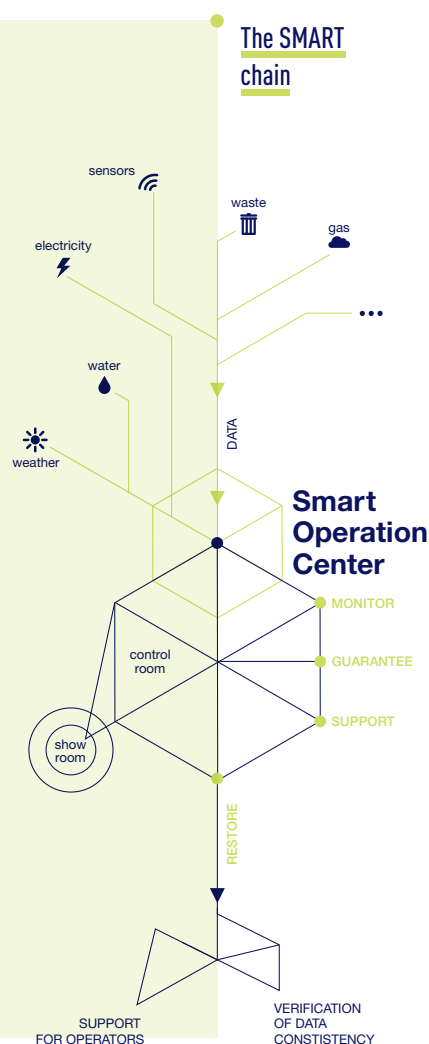 The SMART
chain
sensors
waste
gas
electricity
...
water
DATA
weather
Smart
Operation
Center
MONITOR
control
room
GUARANTEE
SUPPORT
show
room
RESTORE
SUPPORT
FOR OPERATORS
VERIFICATION
OF DATA
CONSTISTENCY